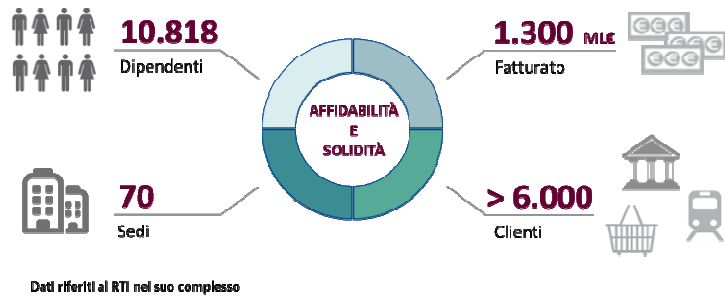 10.818
Dipendenti
1.300 ML€
Fatturato
€€€
€€€
€€€
AFFIDABILITÀ
E
SOLIDITÀ
70
Sedi
> 6.000
Clienti
Dati riferiti al RTI nel suo complesso